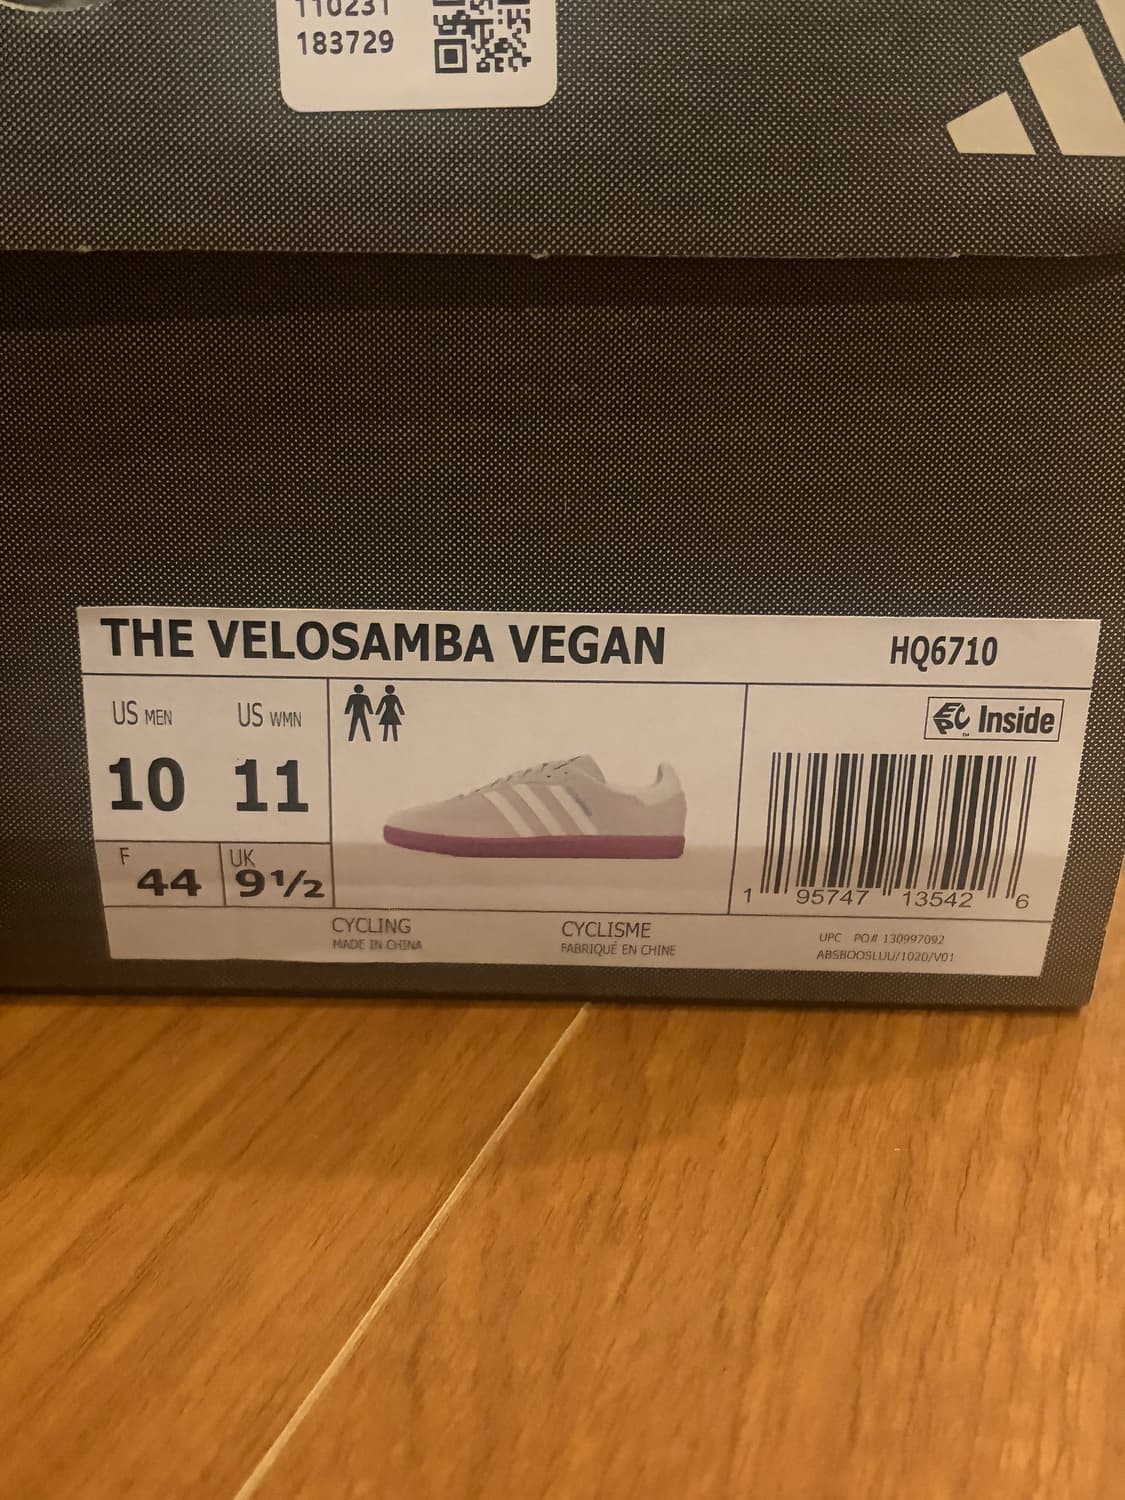 110231
183729
THE VELOSAMBA VEGAN HQ6710
US MEN US WMN
10 11
F 44 UK 9½
EPC Inside
1 95747 13542 6
CYCLING CYCLISME
MADE IN CHINA FABRIQUÉ EN CHINE
UPC PO# 130997092
ABSBOOSLUU/1020/V01